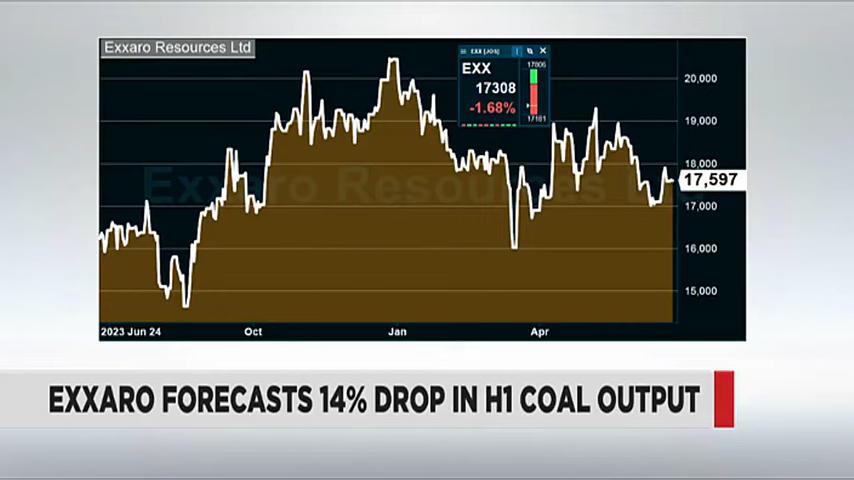 Exxaro Resources Ltd
EXX [JOS]
EXX
17308
-1.68%
17806
17181
20,000
19,000
18,000
17,597
17,000
16,000
15,000
Exxaro Resources L
2023 Jun 24
Oct
Jan
Apr
EXXARO FORECASTS 14% DROP IN H1 COAL OUTPUT